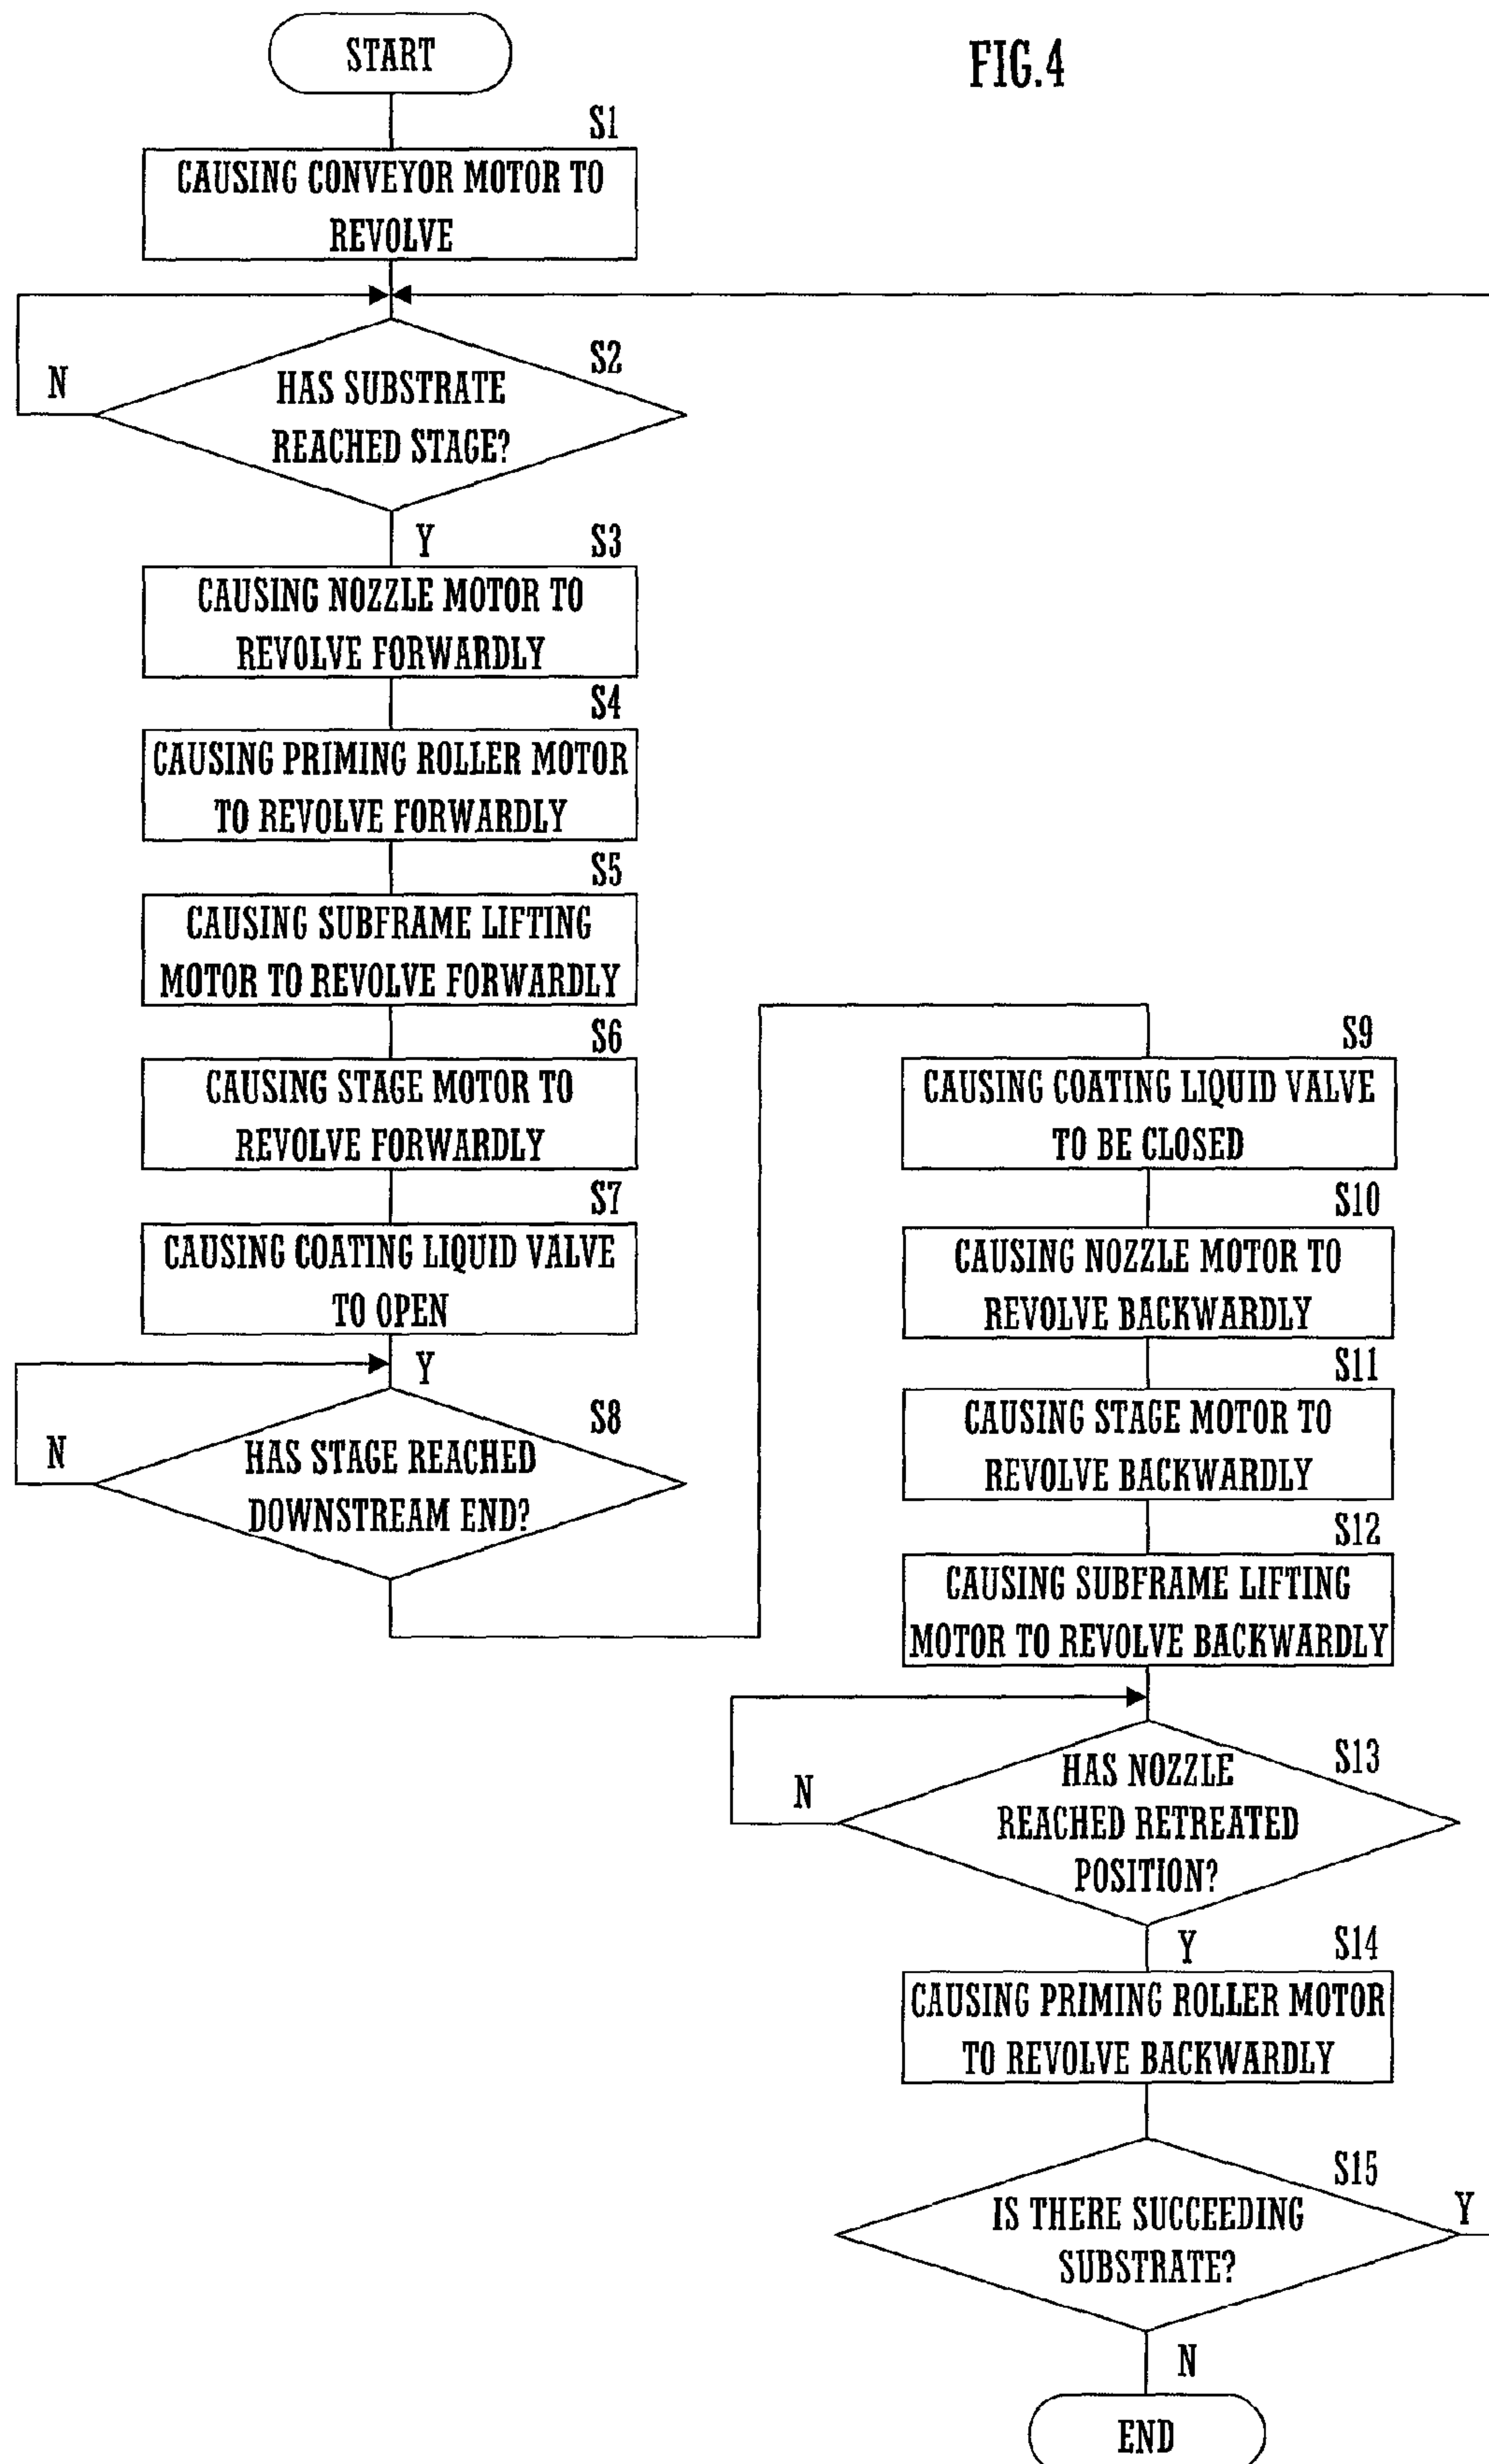 FIG.4
START
S1
CAUSING CONVEYOR MOTOR TO
REVOLVE
S2
HAS SUBSTRATE
REACHED STAGE?
N
Y
S3
CAUSING NOZZLE MOTOR TO
REVOLVE FORWARDLY
S4
CAUSING PRIMING ROLLER MOTOR
TO REVOLVE FORWARDLY
S5
CAUSING SUBFRAME LIFTING
MOTOR TO REVOLVE FORWARDLY
S6
CAUSING STAGE MOTOR TO
REVOLVE FORWARDLY
S7
CAUSING COATING LIQUID VALVE
TO OPEN
Y
S8
N
HAS STAGE REACHED
DOWNSTREAM END?
S9
CAUSING COATING LIQUID VALVE
TO BE CLOSED
S10
CAUSING NOZZLE MOTOR TO
REVOLVE BACKWARDLY
S11
CAUSING STAGE MOTOR TO
REVOLVE BACKWARDLY
S12
CAUSING SUBFRAME LIFTING
MOTOR TO REVOLVE BACKWARDLY
S13
N
HAS NOZZLE
REACHED RETREATED
POSITION?
Y
S14
CAUSING PRIMING ROLLER MOTOR
TO REVOLVE BACKWARDLY
S15
IS THERE SUCCEEDING
SUBSTRATE?
Y
N
END